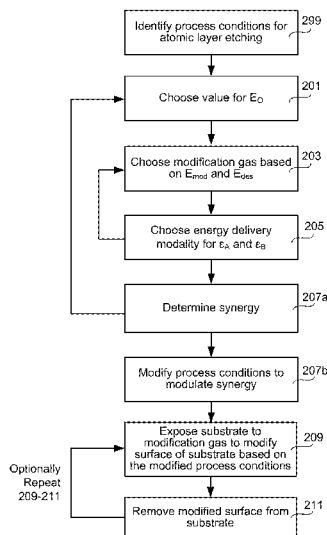 Identify process conditions for
atomic layer etching
299
Choose value for EO
201
Choose modification gas based
on Emod and Edes
203
Choose energy delivery
modality for εA and εB
205
Determine synergy
207a
Modify process conditions to
modulate synergy
207b
Expose substrate to
modification gas to modify
surface of substrate based on
the modified process conditions
209
Optionally
Repeat
209-211
Remove modified surface from
substrate
211